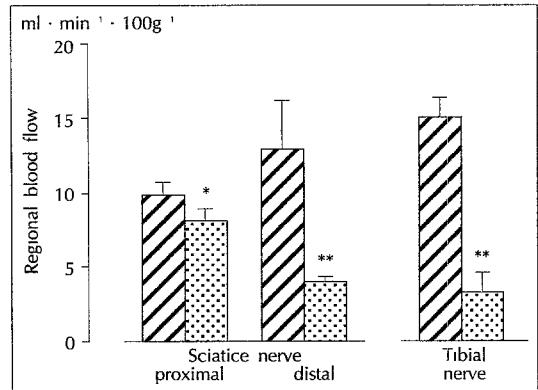 ml · min ¹ · 100g ¹
20
15
10
5
0
Regional blood flow
*
**
**
Sciatice nerve
proximal distal
Tibial
nerve